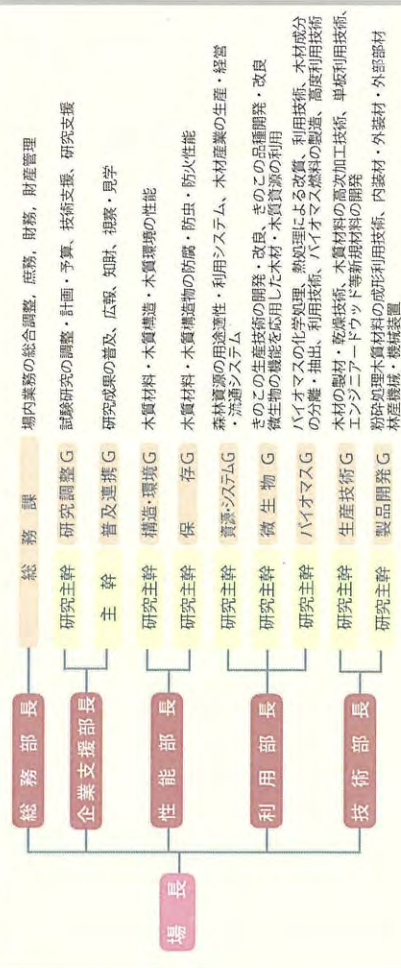 場長
総務部長
総務課
場内業務の総合調整，庶務，財務，財産管理
企業支援部長
研究主幹
研究調整G
試験研究の調整・計画・予算、技術支援、研究支援
主幹
普及連携G
研究成果の普及、広報、知財、視察・見学
性能部長
研究主幹
構造・環境G
木質材料・木質構造・木質環境の性能
研究主幹
保存G
木質材料・木質構造物の防腐・防虫・防火性能
利用部長
研究主幹
資源・システムG
森林資源の用途適性・利用システム、木材産業の生産・経営
・流通システム
研究主幹
微生物G
きのこの生産技術の開発・改良、きのこの品種開発・改良
微生物の機能を応用した木材・木質資源の利用
研究主幹
バイオマスG
バイオマスの化学処理、熱処理による改質、利用技術、木材成分
の分離・抽出、利用技術、バイオマス燃料の製造、高度利用技術
技術部長
研究主幹
生産技術G
木材の製材・乾燥技術、木質材料の高次加工技術、単板利用技術、
エンジニアードウッド等新規材料の開発
研究主幹
製品開発G
粉砕処理木質材料の成形利用技術、内装材・外装材・外部部材
林産機械・機械装置